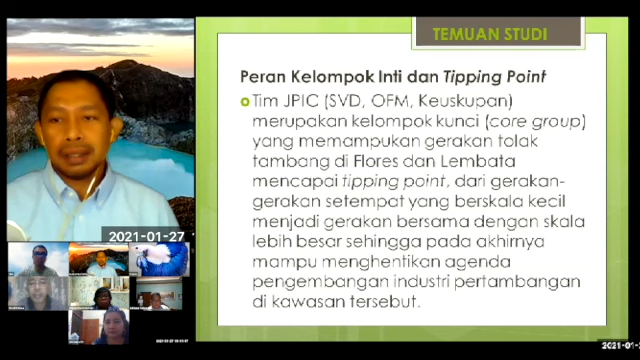 TEMUAN STUDI
Peran Kelompok Inti dan Tipping Point
Tim JPIC (SVD, OFM, Keuskupan)
merupakan kelompok kunci (core group)
yang memampukan gerakan tolak
tambang di Flores dan Lembata
mencapai tipping point, dari gerakan-
gerakan setempat yang berskala kecil
menjadi gerakan bersama dengan skala
lebih besar sehingga pada akhirnya
mampu menghentikan agenda
pengembangan industri pertambangan
di kawasan tersebut.
2021-01-27
2021-01-2